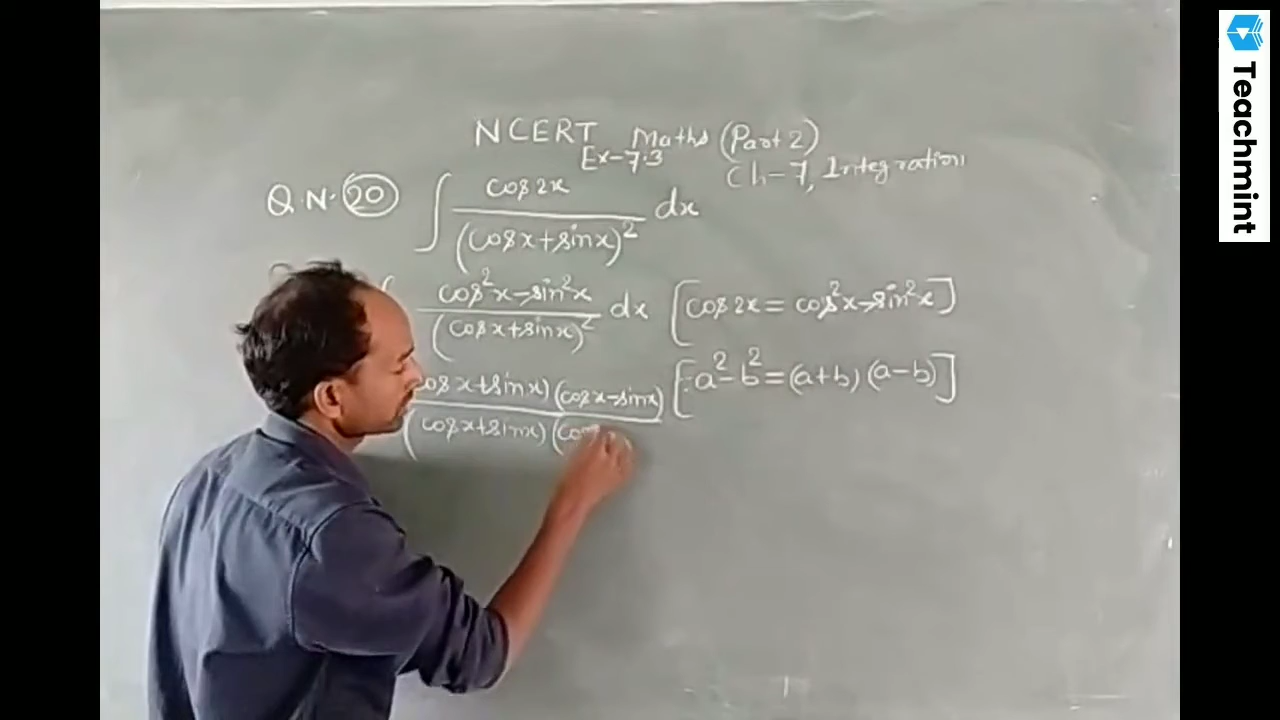 NCERT Maths (Part 2)
Ex-7.3
Ch-7, Integration
Q.N. 20 ∫ cos2x / (cosx+sinx)² dx
cos²x-sin²x / (cosx+sinx)² dx [cos2x = cos²x-sin²x]
cosx+sinx)(cosx-sinx) [a²-b²=(a+b)(a-b)]
(cosx+sinx)(cos
Teachmint